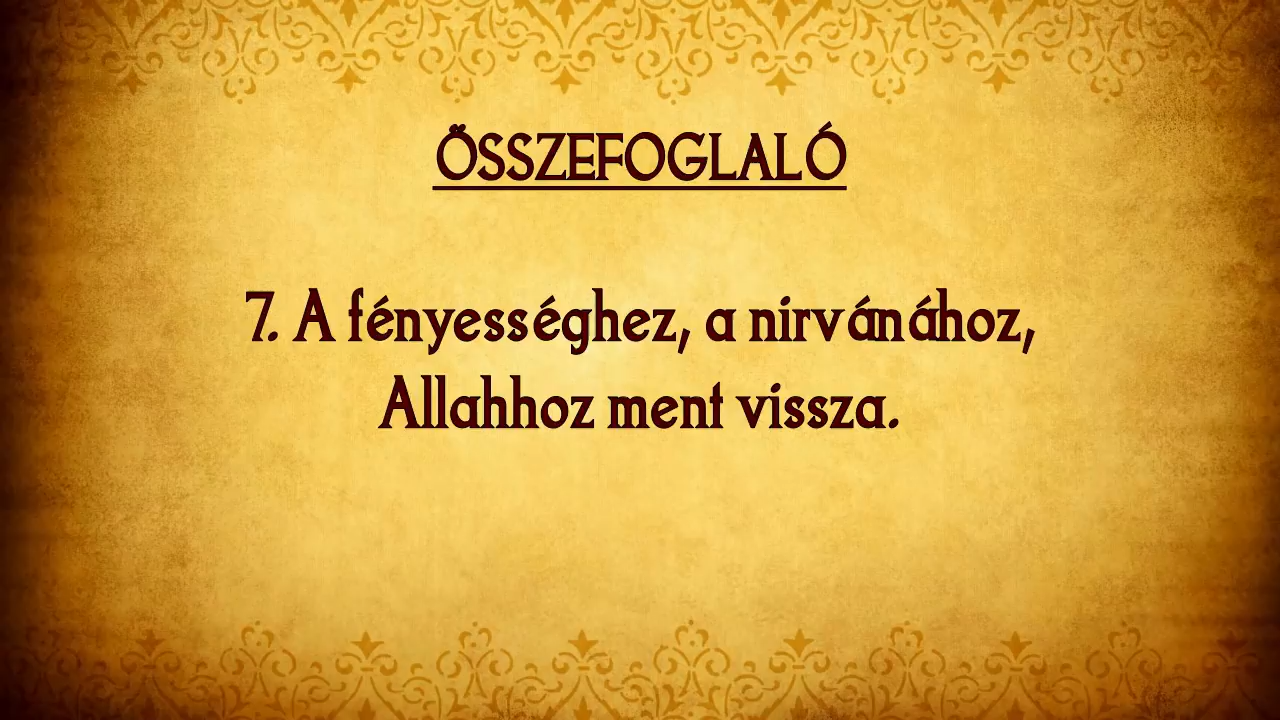 ÖSSZEFOGLALÓ
7. A fényességhez, a nirvánához,
Allahhoz ment vissza.